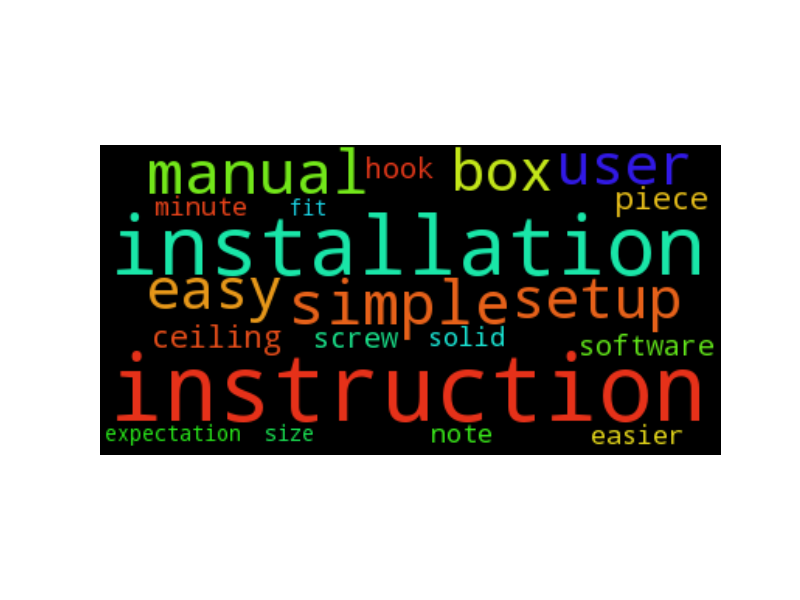 manual hook box user
minute fit piece
installation
easy simple setup
ceiling screw solid software
instruction
expectation size note easier